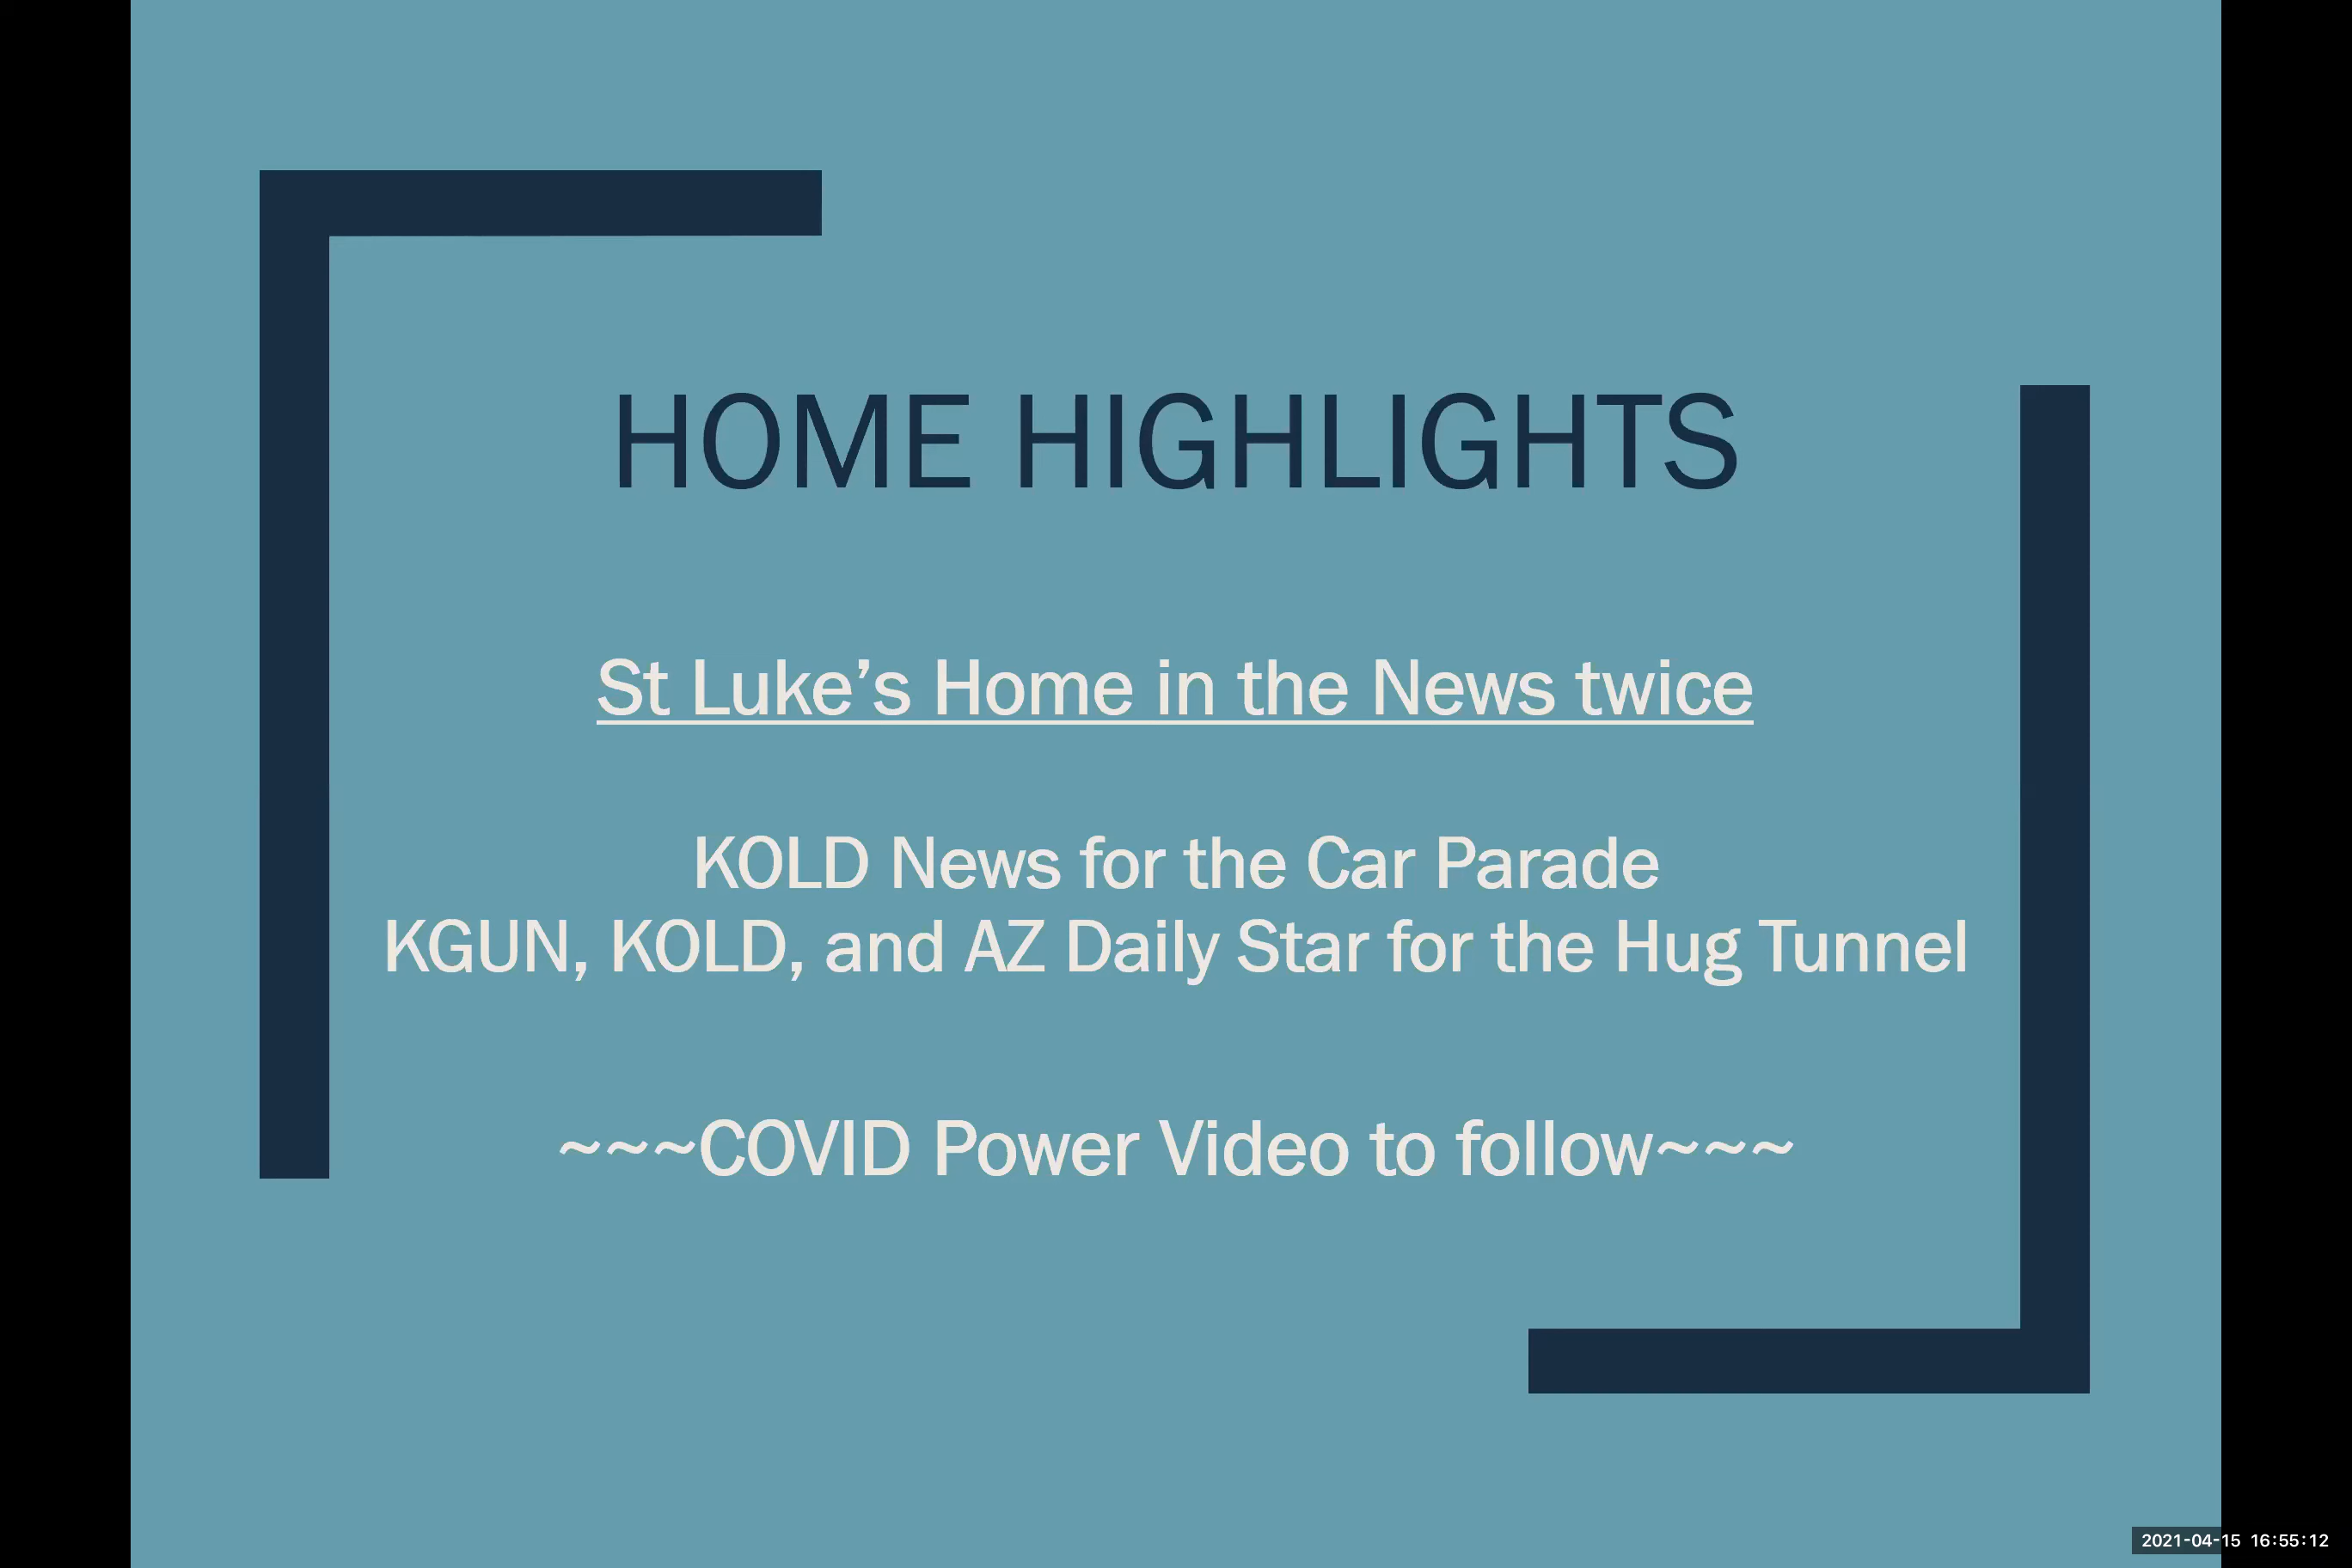 HOME HIGHLIGHTS
St Luke’s Home in the News twice
KOLD News for the Car Parade
KGUN, KOLD, and AZ Daily Star for the Hug Tunnel
~~~COVID Power Video to follow~~~
2021-04-15 16:55:12